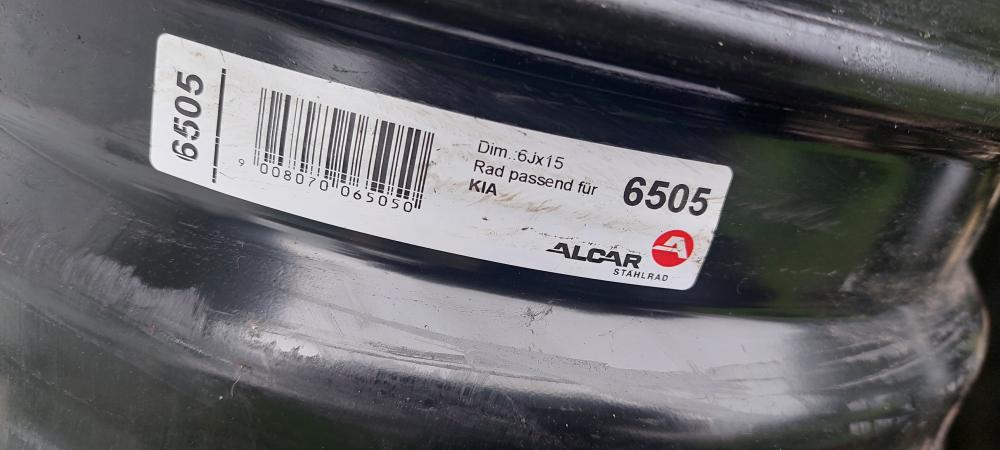 6505
9 008070 065050
Dim.:6Jx15
Rad passend für
KIA
6505
ALCAR
STAHLRAD